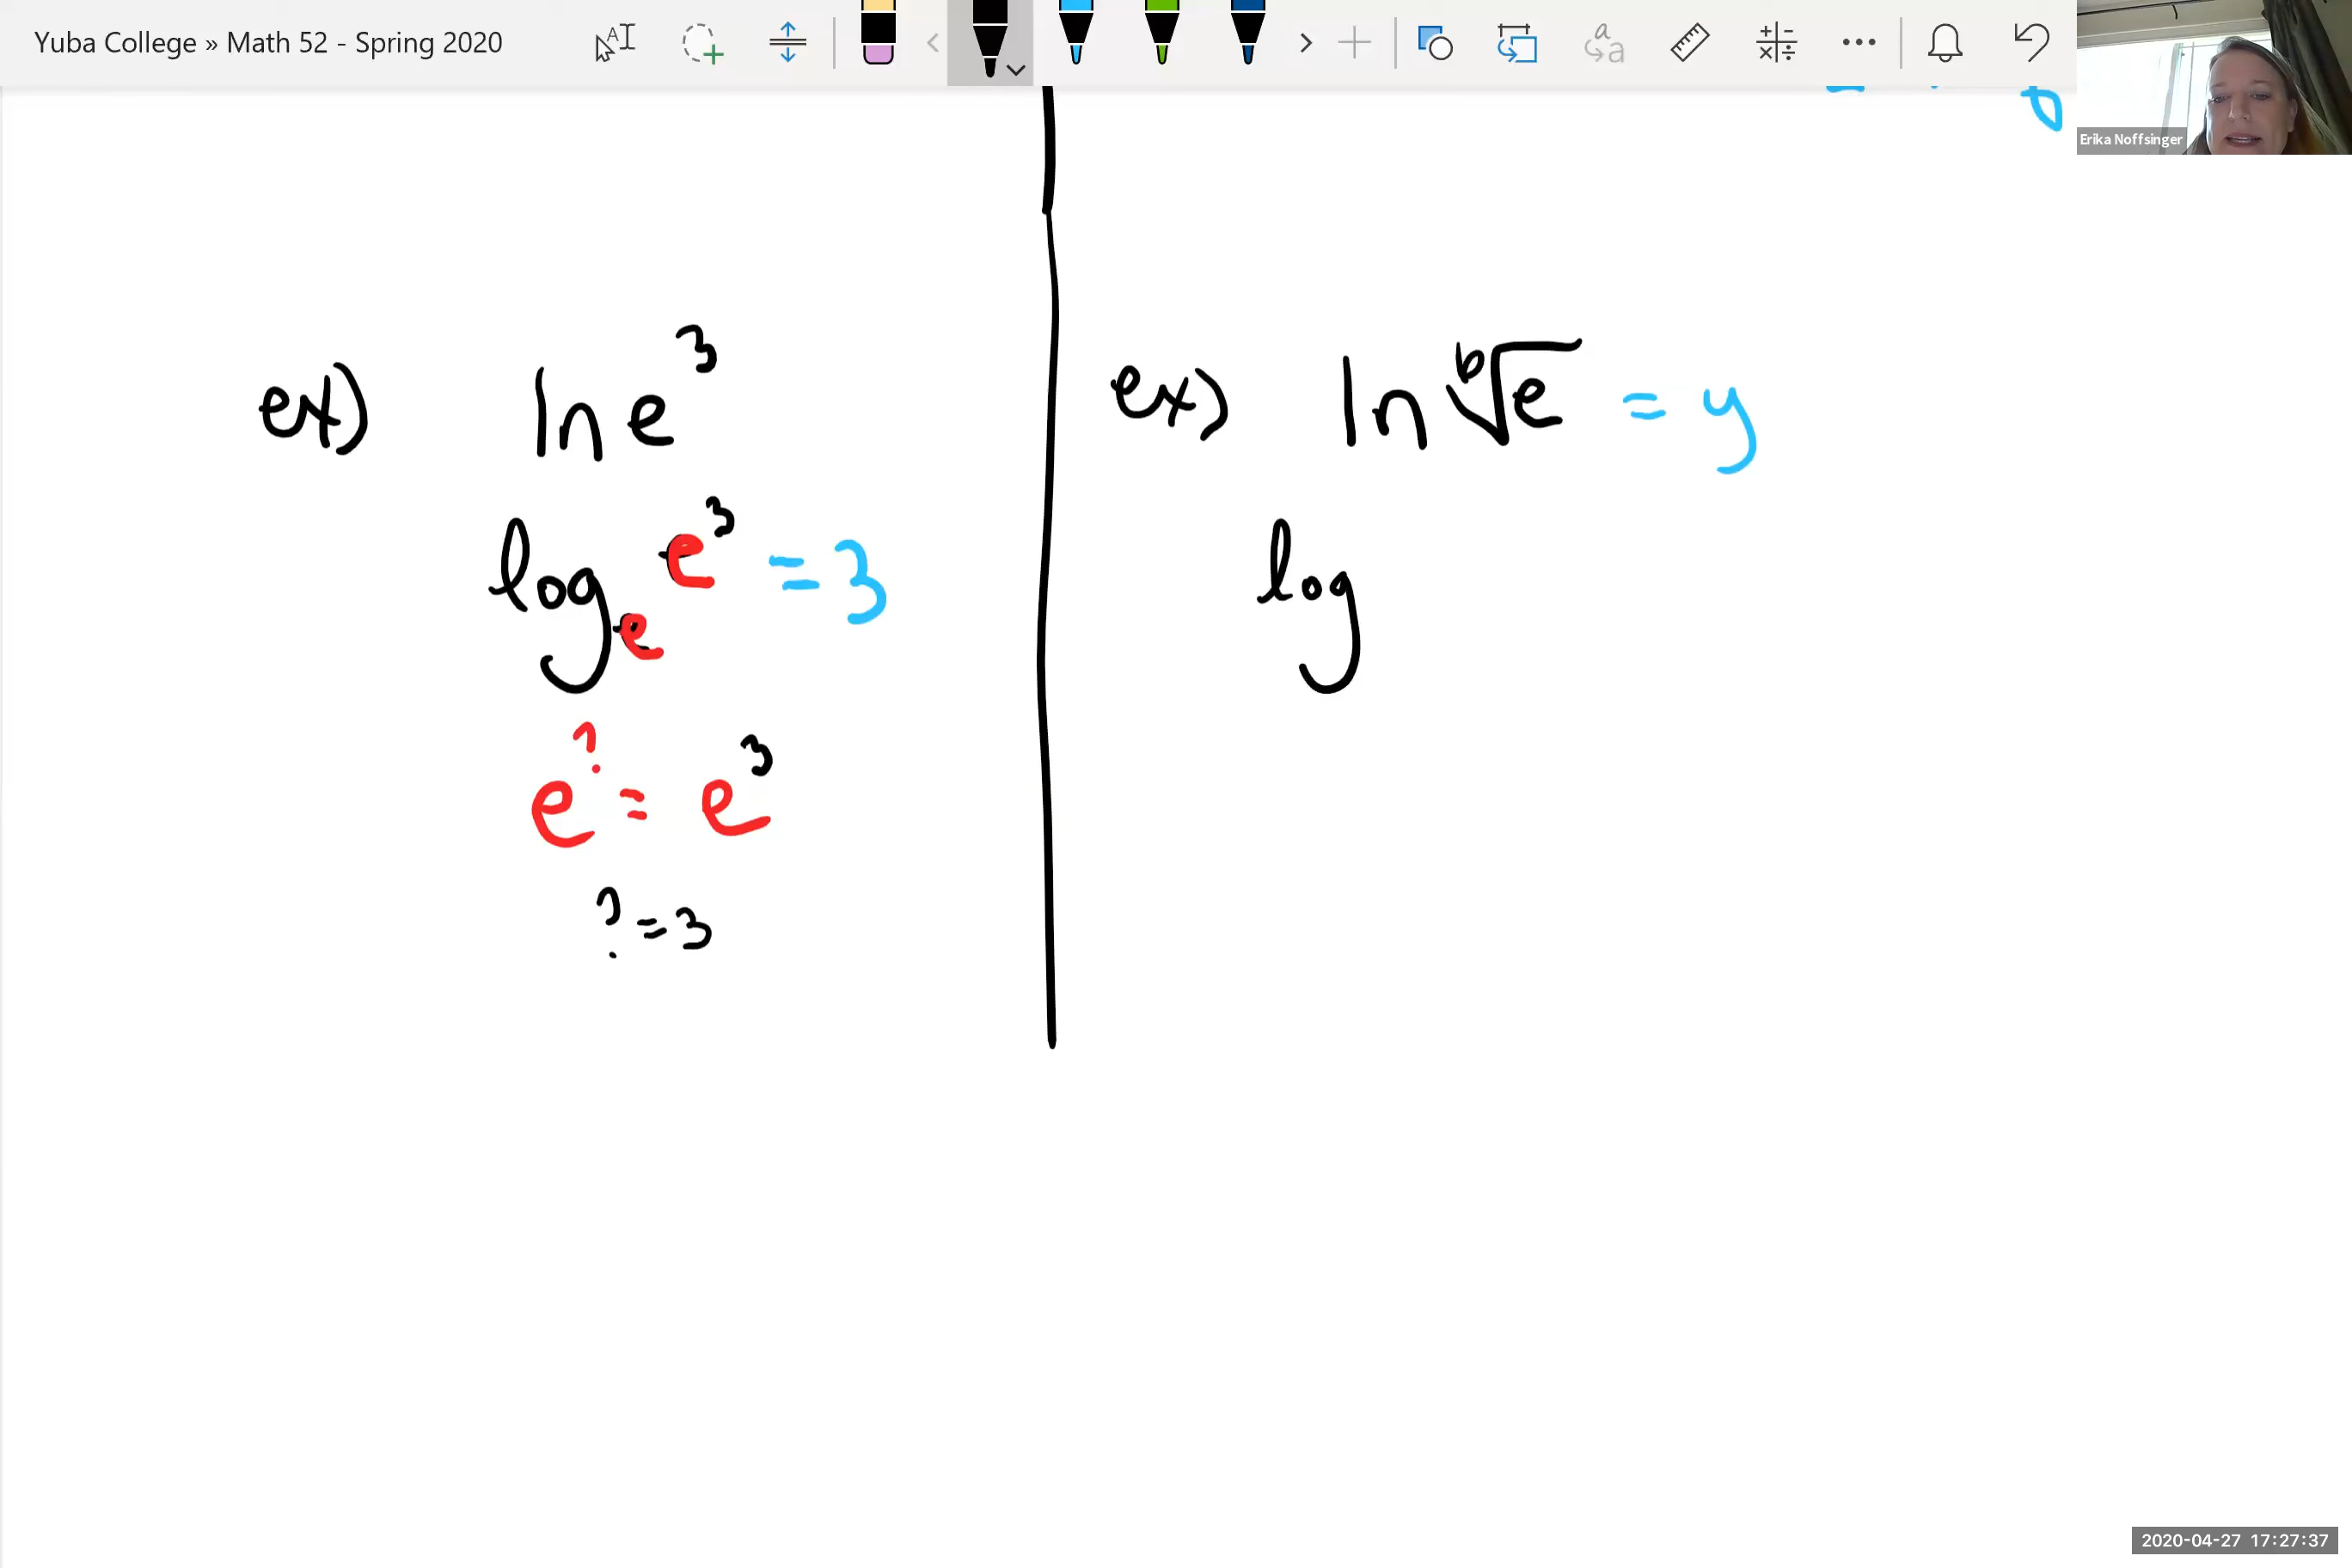 Yuba College » Math 52 - Spring 2020
Erika Noffsinger
ex) ln e³
log_e e³ = 3
e^? = e³
? = 3
ex) ln ⁶√e = y
log
2020-04-27 17:27:37